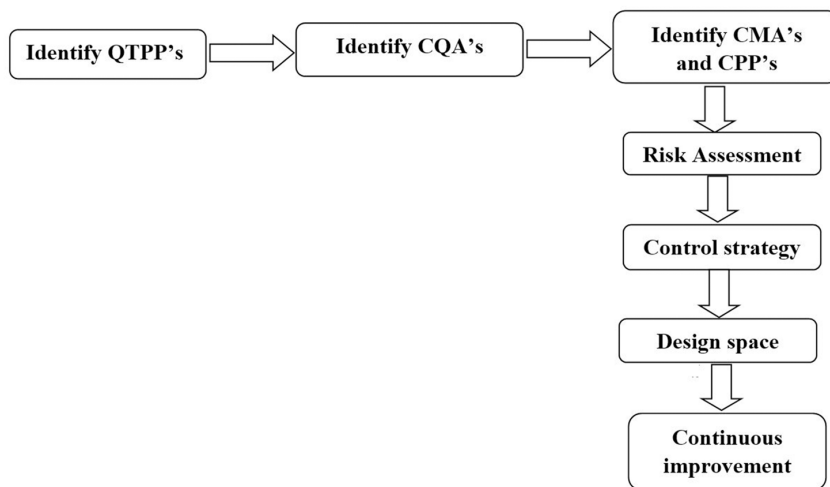 Identify QTPP’s
Identify CQA’s
Identify CMA’s
and CPP’s
Risk Assessment
Control strategy
Design space
Continuous
improvement